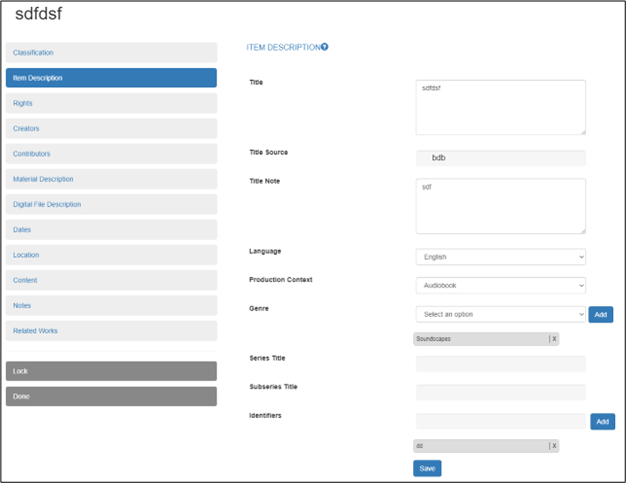 sdfdsf
Classification
Item Description
Rights
Creators
Contributors
Material Description
Digital File Description
Dates
Location
Content
Notes
Related Works
Lock
Done
ITEM DESCRIPTION
Title
sdfdsf
Title Source
bdb
Title Note
sdf
Language
English
Production Context
Audiobook
Genre
Select an option
Add
Soundscapes | X
Series Title
Subseries Title
Identifiers
Add
dd | X
Save